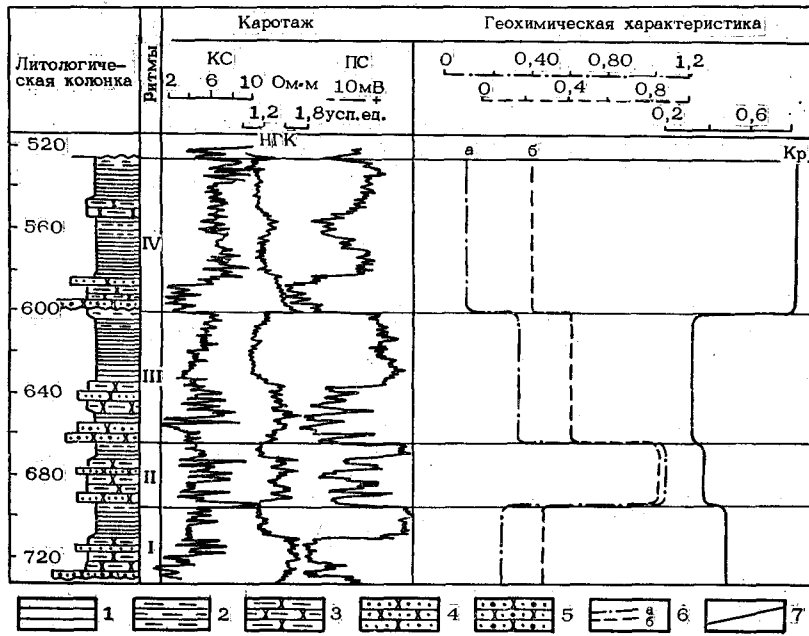 Каротаж
Геохимическая характеристика
Литологиче-
ская колонка
Ритмы
КС
ПС
2 6 10 Ом·м
10мВ
- +
1,2 1,8 усл.ед.
НГК
0 0,40 0,80 1,2
0 0,4 0,8
0,2 0,6
а б Кр
520
560
600
640
680
720
IV
III
II
I
1 2 3 4 5 а б 6 7